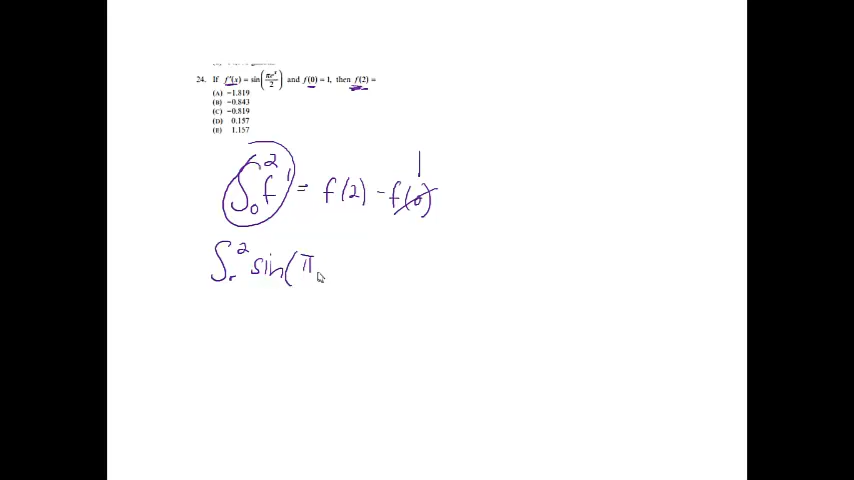 24. If f'(x) = sin(πeˣ/2) and f(0) = 1, then f(2) =
(A) −1.819
(B) −0.843
(C) −0.819
(D) 0.157
(E) 1.157
1
∫₀² f' = f(2) − f(0)
∫₀² sin(π